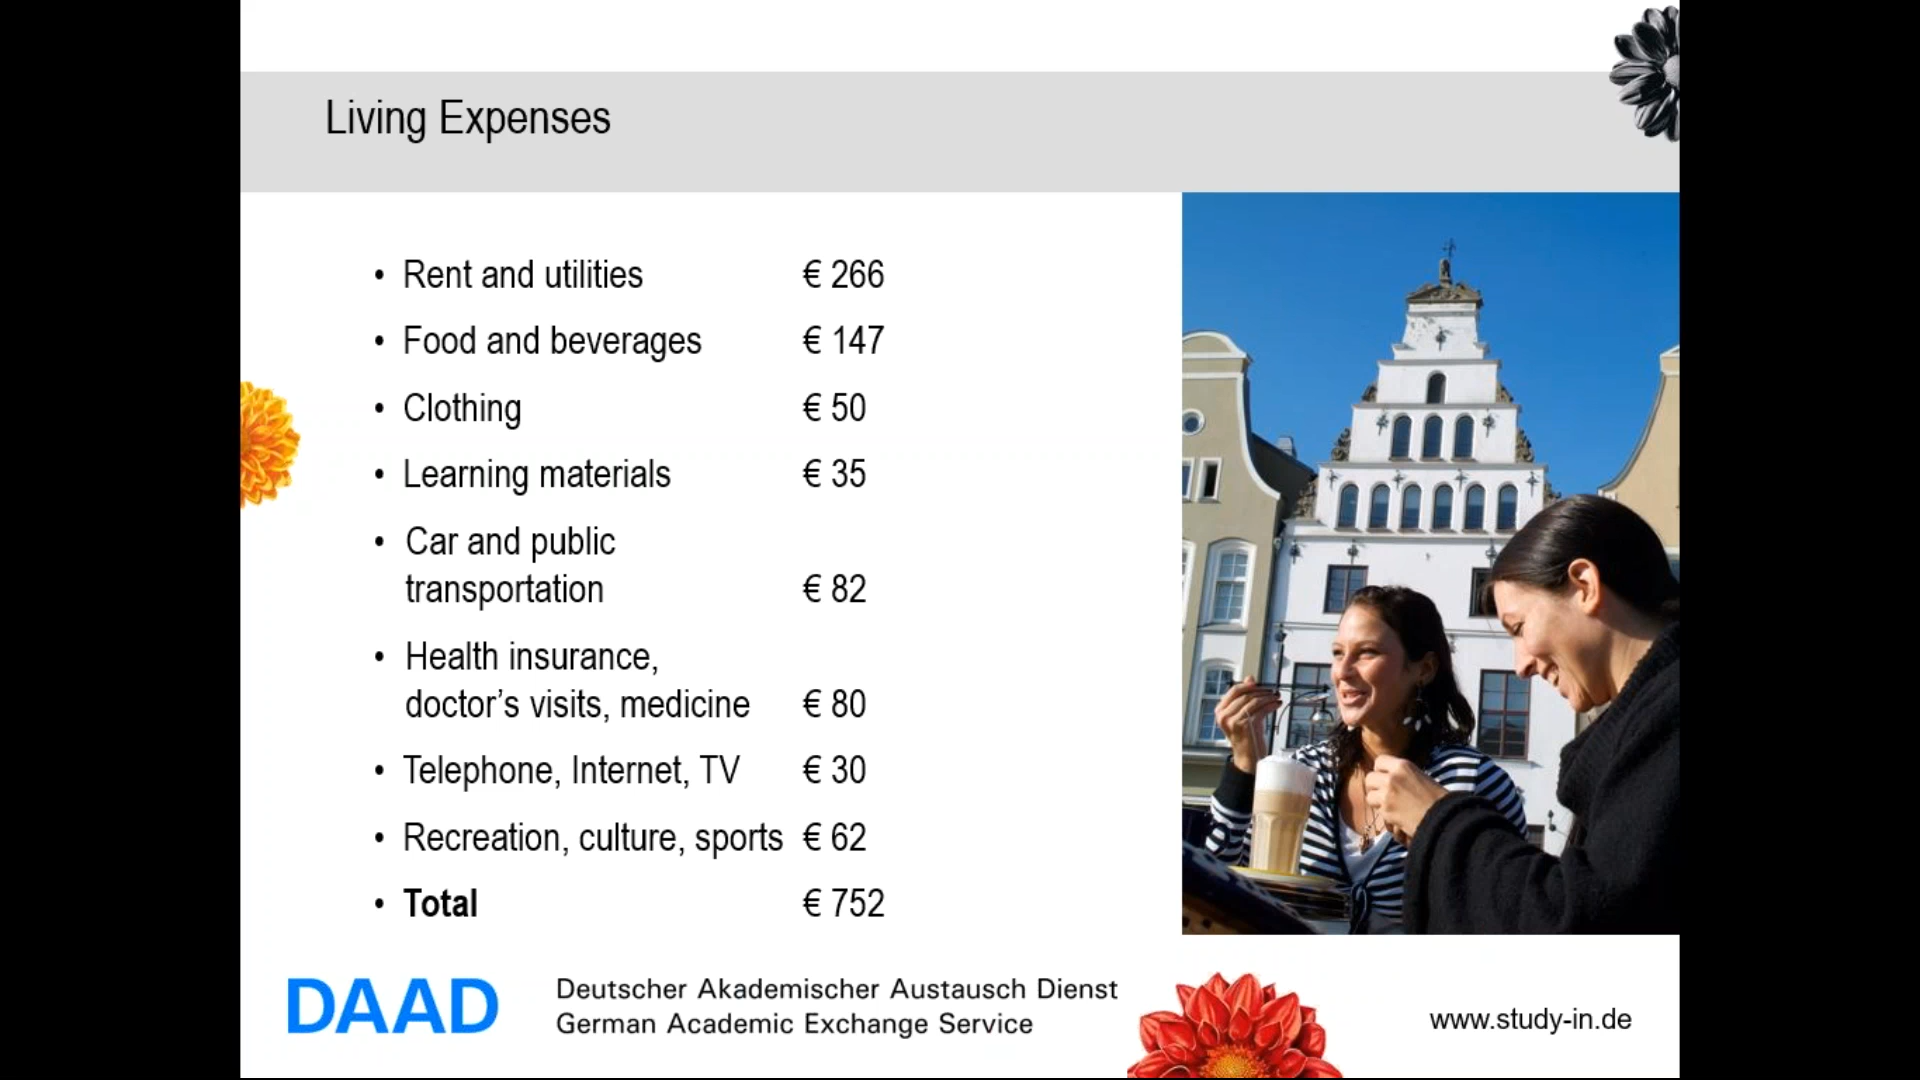 Living Expenses
• Rent and utilities € 266
• Food and beverages € 147
• Clothing € 50
• Learning materials € 35
• Car and public
transportation € 82
• Health insurance,
doctor’s visits, medicine € 80
• Telephone, Internet, TV € 30
• Recreation, culture, sports € 62
• Total € 752
DAAD
Deutscher Akademischer Austausch Dienst
German Academic Exchange Service
www.study-in.de